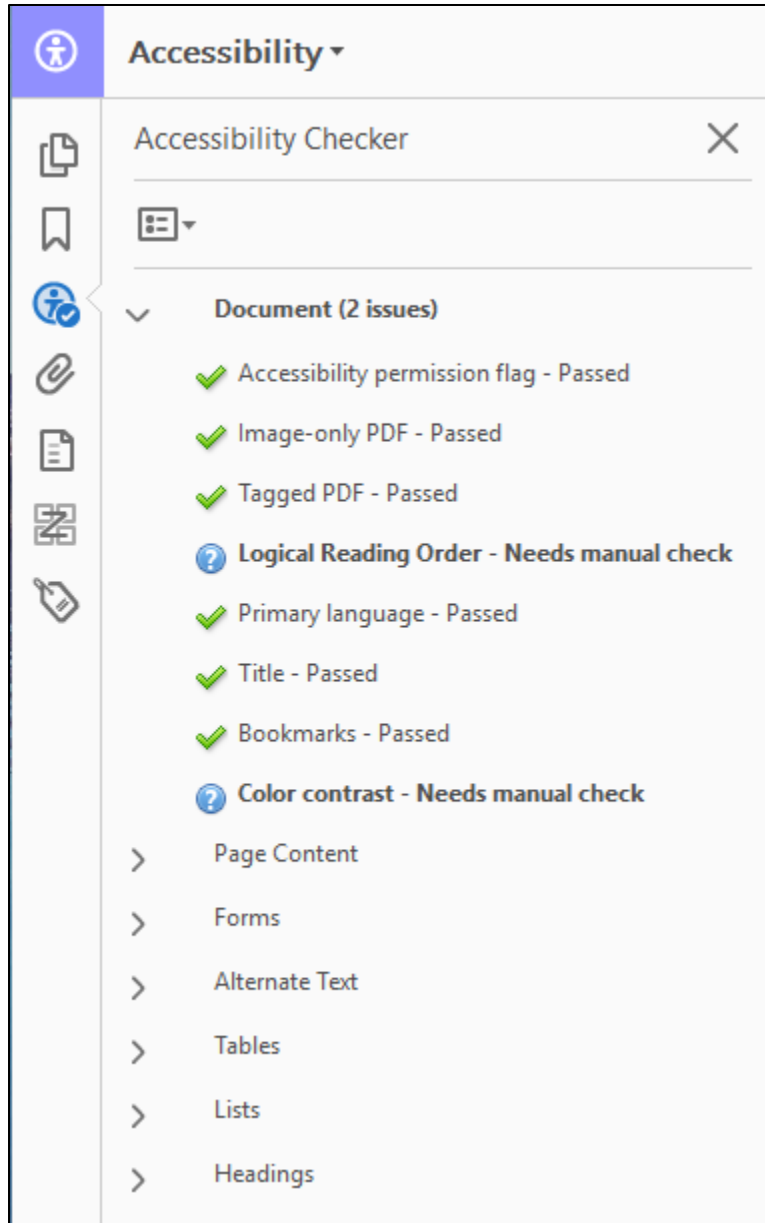 Accessibility
Accessibility Checker
Document (2 issues)
Accessibility permission flag - Passed
Image-only PDF - Passed
Tagged PDF - Passed
Logical Reading Order - Needs manual check
Primary language - Passed
Title - Passed
Bookmarks - Passed
Color contrast - Needs manual check
Page Content
Forms
Alternate Text
Tables
Lists
Headings